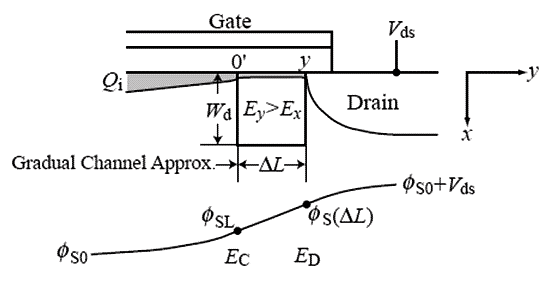 Gate
V_ds
0' y
Q_i
W_d E_y>E_x
Drain
y
x
Gradual Channel Approx. ΔL
ϕ_S0+V_ds
ϕ_SL ϕ_S(ΔL)
ϕ_S0
E_C E_D